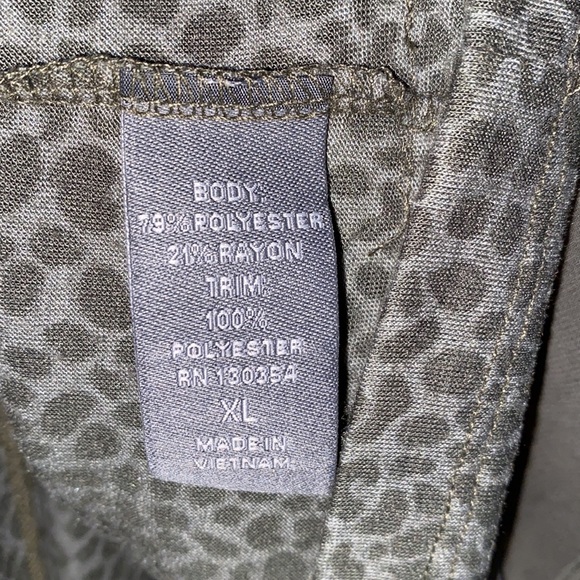 BODY:
79% POLYESTER
21% RAYON
TRIM:
100%
POLYESTER
RN 130354
XL
MADE IN
VIETNAM